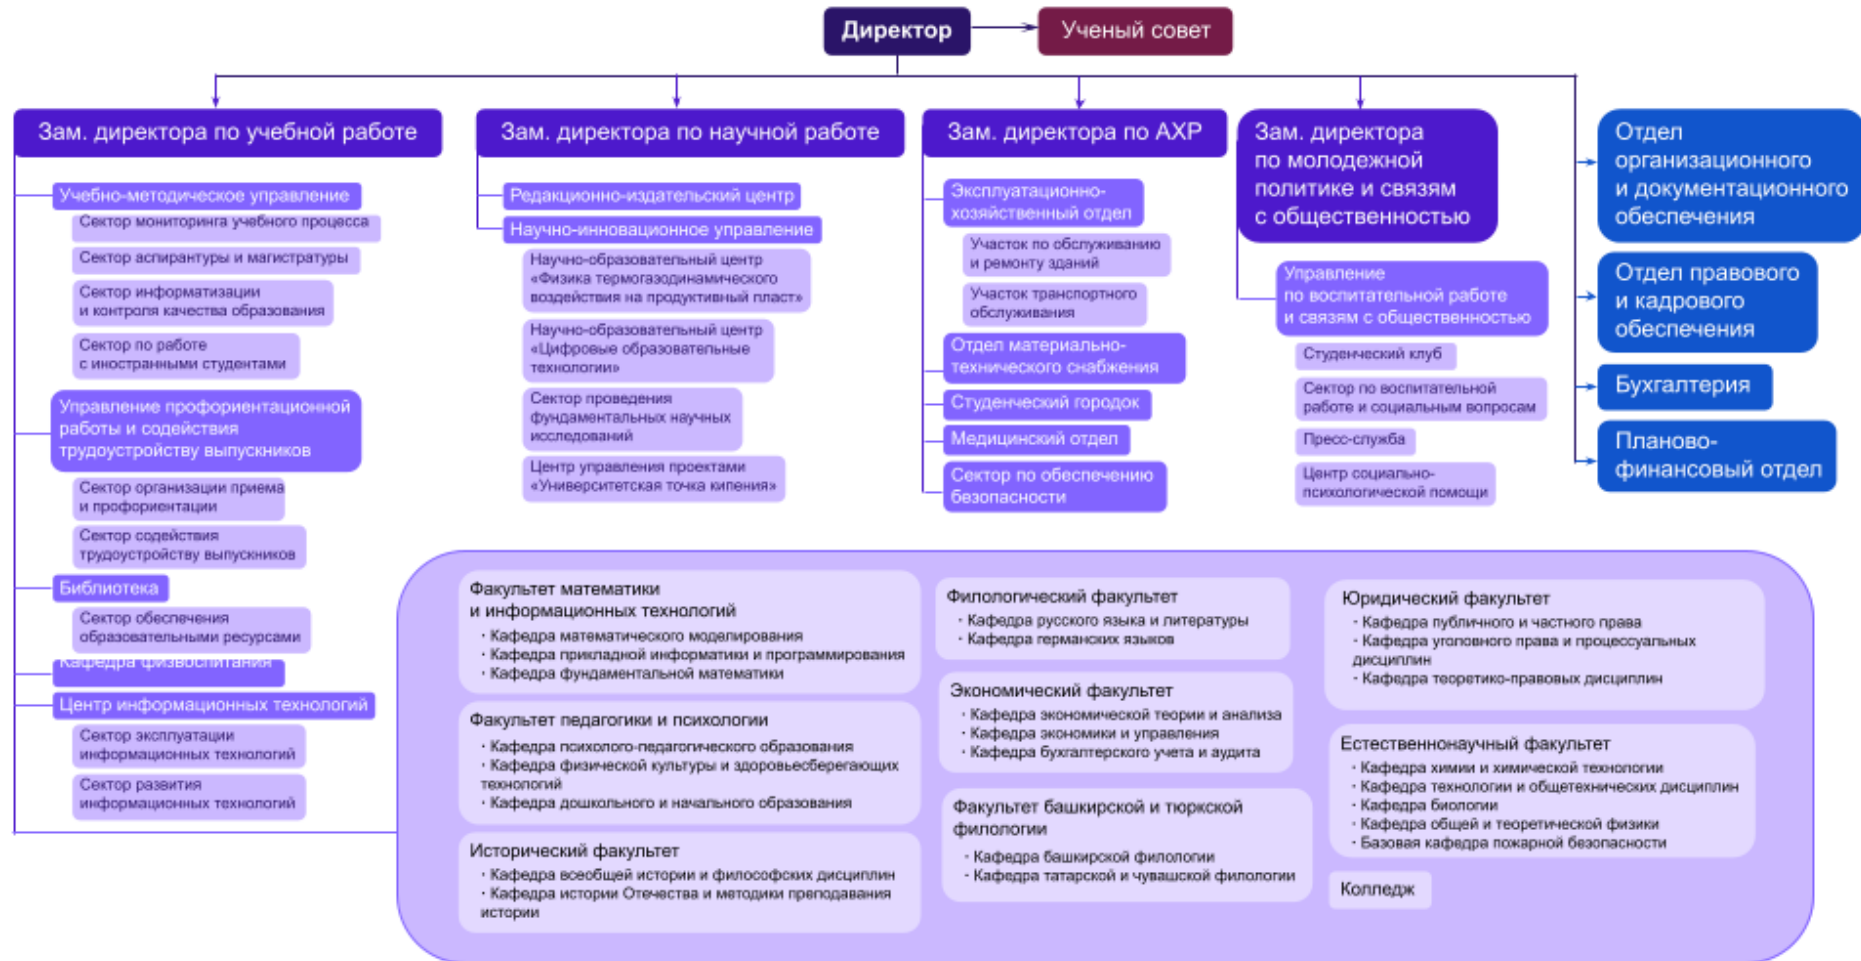 Директор
Ученый совет
Зам. директора по учебной работе
Учебно-методическое управление
Сектор мониторинга учебного процесса
Сектор аспирантуры и магистратуры
Сектор информатизации
и контроля качества образования
Сектор по работе
с иностранными студентами
Управление профориентационной
работы и содействия
трудоустройству выпускников
Сектор организации приема
и профориентации
Сектор содействия
трудоустройству выпускников
Библиотека
Сектор обеспечения
образовательными ресурсами
Кафедра физвоспитания
Центр информационных технологий
Сектор эксплуатации
информационных технологий
Сектор развития
информационных технологий
Зам. директора по научной работе
Редакционно-издательский центр
Научно-инновационное управление
Научно-образовательный центр
«Физика термогазодинамического
воздействия на продуктивный пласт»
Научно-образовательный центр
«Цифровые образовательные
технологии»
Сектор проведения
фундаментальных научных
исследований
Центр управления проектами
«Университетская точка кипения»
Зам. директора по АХР
Эксплуатационно-
хозяйственный отдел
Участок по обслуживанию
и ремонту зданий
Участок транспортного
обслуживания
Отдел материально-
технического снабжения
Студенческий городок
Медицинский отдел
Сектор по обеспечению
безопасности
Зам. директора
по молодежной
политике и связям
с общественностью
Управление
по воспитательной работе
и связям с общественностью
Студенческий клуб
Сектор по воспитательной
работе и социальным вопросам
Пресс-служба
Центр социально-
психологической помощи
Отдел
организационного
и документационного
обеспечения
Отдел правового
и кадрового
обеспечения
Бухгалтерия
Планово-
финансовый отдел
Факультет математики
и информационных технологий
· Кафедра математического моделирования
· Кафедра прикладной информатики и программирования
· Кафедра фундаментальной математики
Факультет педагогики и психологии
· Кафедра психолого-педагогического образования
· Кафедра физической культуры и здоровьесберегающих
технологий
· Кафедра дошкольного и начального образования
Исторический факультет
· Кафедра всеобщей истории и философских дисциплин
· Кафедра истории Отечества и методики преподавания
истории
Филологический факультет
· Кафедра русского языка и литературы
· Кафедра германских языков
Экономический факультет
· Кафедра экономической теории и анализа
· Кафедра экономики и управления
· Кафедра бухгалтерского учета и аудита
Факультет башкирской и тюркской
филологии
· Кафедра башкирской филологии
· Кафедра татарской и чувашской филологии
Юридический факультет
· Кафедра публичного и частного права
· Кафедра уголовного права и процессуальных
дисциплин
· Кафедра теоретико-правовых дисциплин
Естественнонаучный факультет
· Кафедра химии и химической технологии
· Кафедра технологии и общетехнических дисциплин
· Кафедра биологии
· Кафедра общей и теоретической физики
· Базовая кафедра пожарной безопасности
Колледж